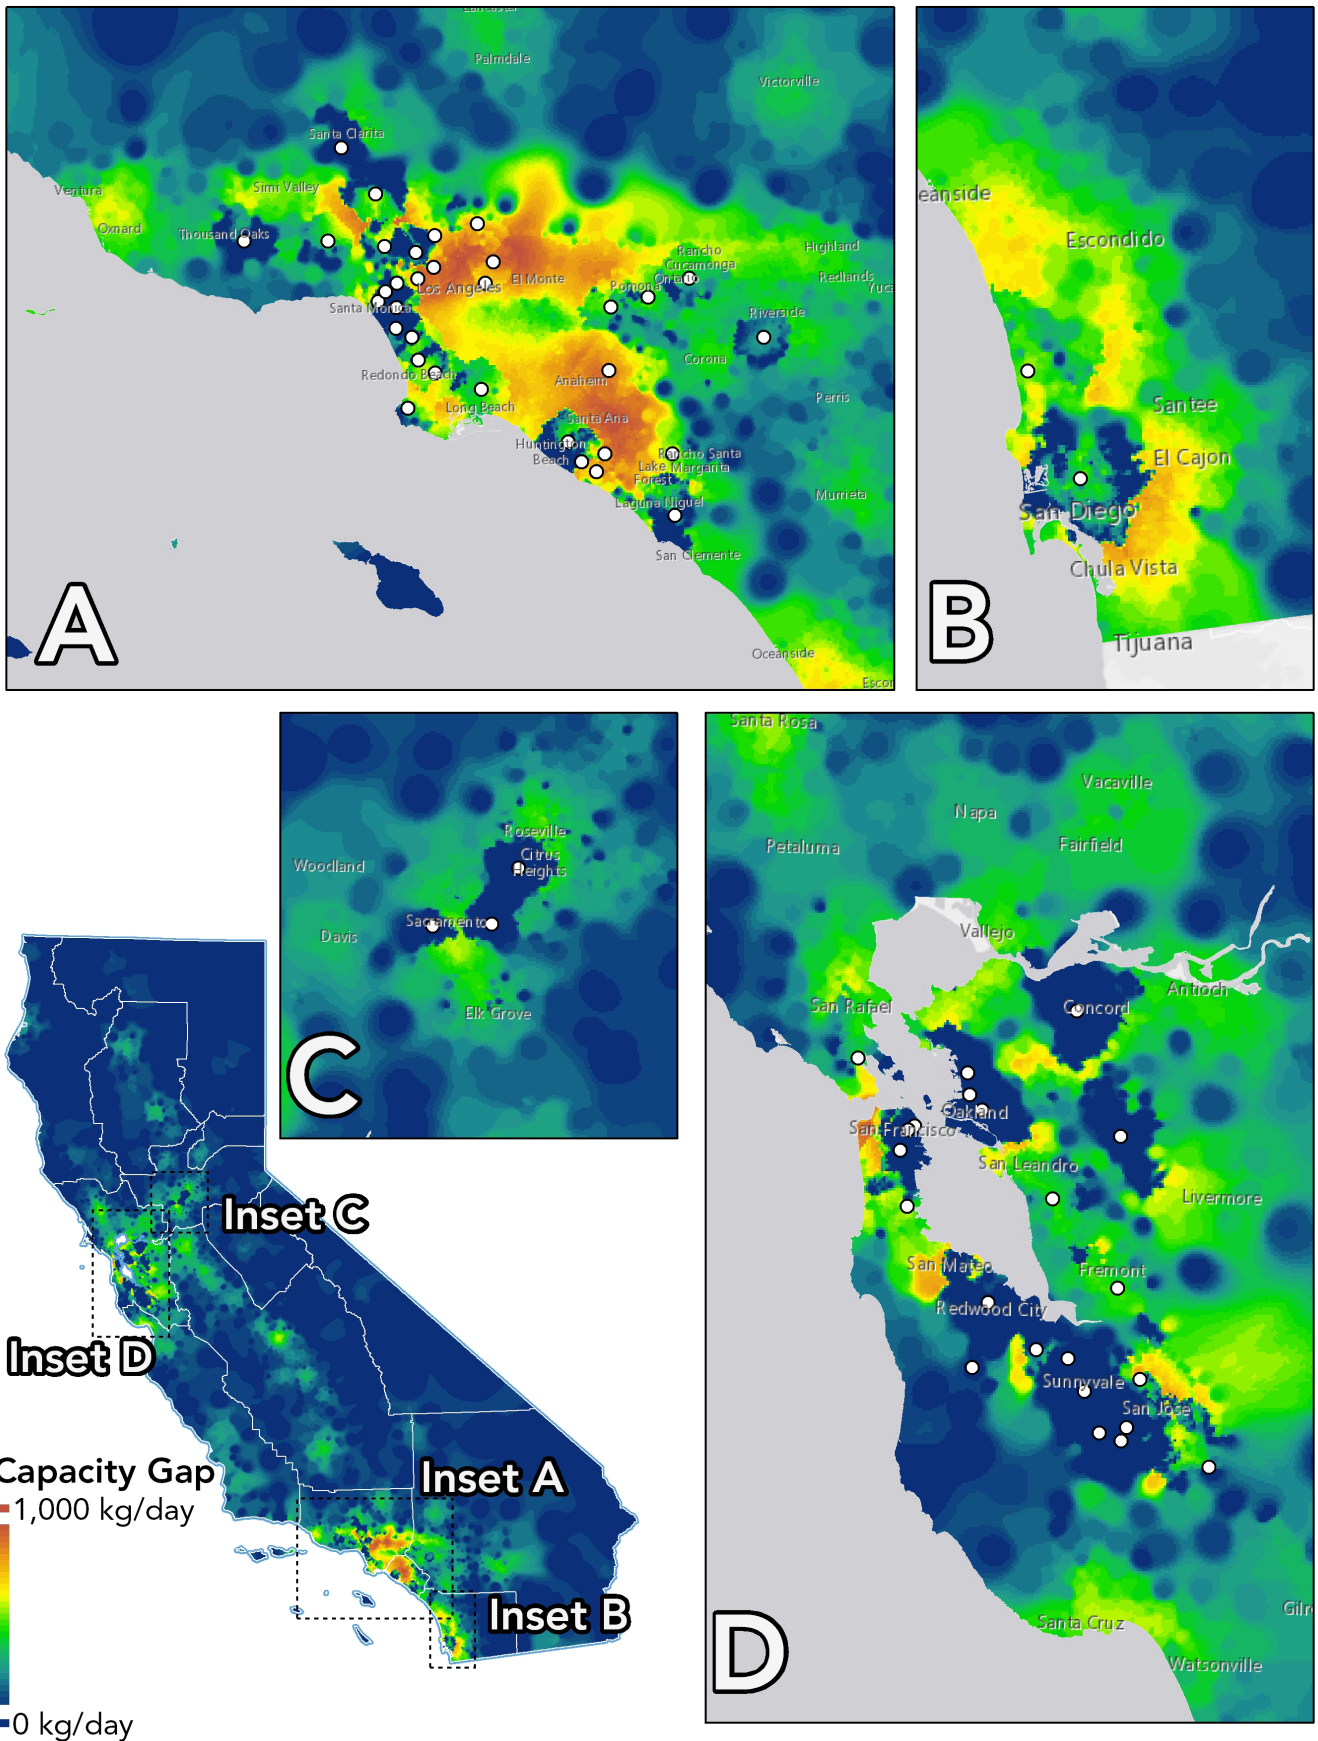 Lancaster
Palmdale
Victorville
Santa Clarita
Ventura
Simi Valley
Oxnard
Thousand Oaks
Highland
Rancho
Cucamonga
Redlands
Yuca
El Monte
Pomona
Ontario
Los Angeles
Santa Monica
Riverside
Corona
Redondo Beach
Anaheim
Perris
Long Beach
Santa Ana
Huntington
Beach
Rancho Santa
Margarita
Lake
Forest
Murrieta
Laguna Niguel
San Clemente
Oceanside
Escon
A
eanside
Escondido
Santee
El Cajon
San Diego
Chula Vista
Tijuana
B
Roseville
Citrus
Heights
Woodland
Sacramento
Davis
Elk Grove
C
Santa Rosa
Vacaville
Napa
Petaluma
Fairfield
Vallejo
Antioch
San Rafael
Concord
Oakland
San Francisco
San Leandro
Livermore
San Mateo
Fremont
Redwood City
Sunnyvale
San Jose
Santa Cruz
Gilr
Watsonville
D
Inset C
Inset D
Inset A
Inset B
Capacity Gap
1,000 kg/day
0 kg/day